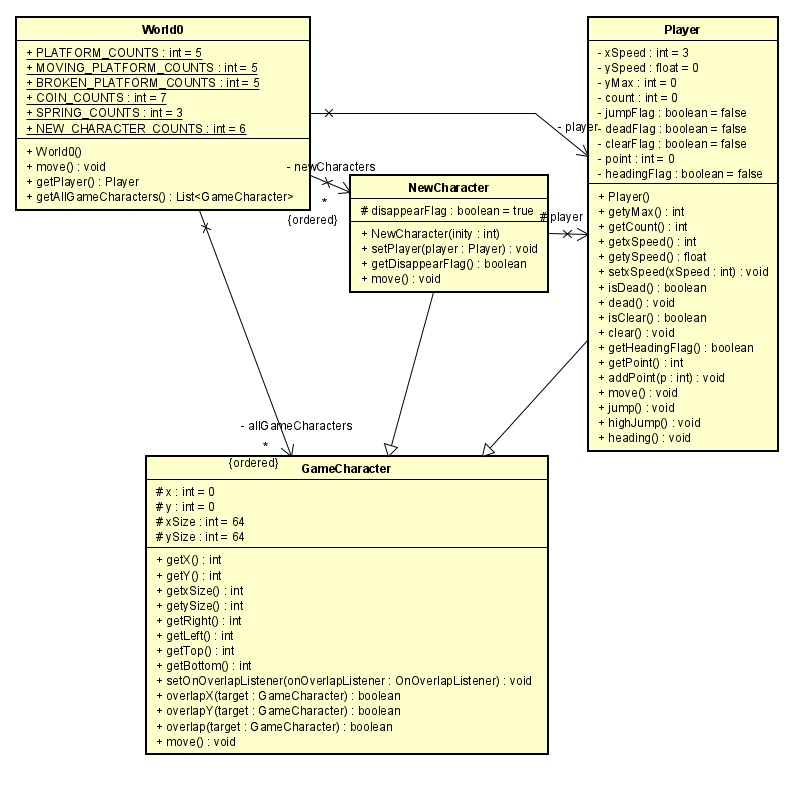 World0
+ PLATFORM_COUNTS : int = 5
+ MOVING_PLATFORM_COUNTS : int = 5
+ BROKEN_PLATFORM_COUNTS : int = 5
+ COIN_COUNTS : int = 7
+ SPRING_COUNTS : int = 3
+ NEW_CHARACTER_COUNTS : int = 6
+ World0()
+ move() : void
+ getPlayer() : Player
+ getAllGameCharacters() : List<GameCharacter>
- player
- newCharacters
*
{ordered}
NewCharacter
# disappearFlag : boolean = true
+ NewCharacter(inity : int)
+ setPlayer(player : Player) : void
+ getDisappearFlag() : boolean
+ move() : void
# player
Player
- xSpeed : int = 3
- ySpeed : float = 0
- yMax : int = 0
- count : int = 0
- jumpFlag : boolean = false
- deadFlag : boolean = false
- clearFlag : boolean = false
- point : int = 0
- headingFlag : boolean = false
+ Player()
+ getyMax() : int
+ getCount() : int
+ getxSpeed() : int
+ getySpeed() : float
+ setxSpeed(xSpeed : int) : void
+ isDead() : boolean
+ dead() : void
+ isClear() : boolean
+ clear() : void
+ getHeadingFlag() : boolean
+ getPoint() : int
+ addPoint(p : int) : void
+ move() : void
+ jump() : void
+ highJump() : void
+ heading() : void
- allGameCharacters
*
{ordered}
GameCharacter
# x : int = 0
# y : int = 0
# xSize : int = 64
# ySize : int = 64
+ getX() : int
+ getY() : int
+ getxSize() : int
+ getySize() : int
+ getRight() : int
+ getLeft() : int
+ getTop() : int
+ getBottom() : int
+ setOnOverlapListener(onOverlapListener : OnOverlapListener) : void
+ overlapX(target : GameCharacter) : boolean
+ overlapY(target : GameCharacter) : boolean
+ overlap(target : GameCharacter) : boolean
+ move() : void